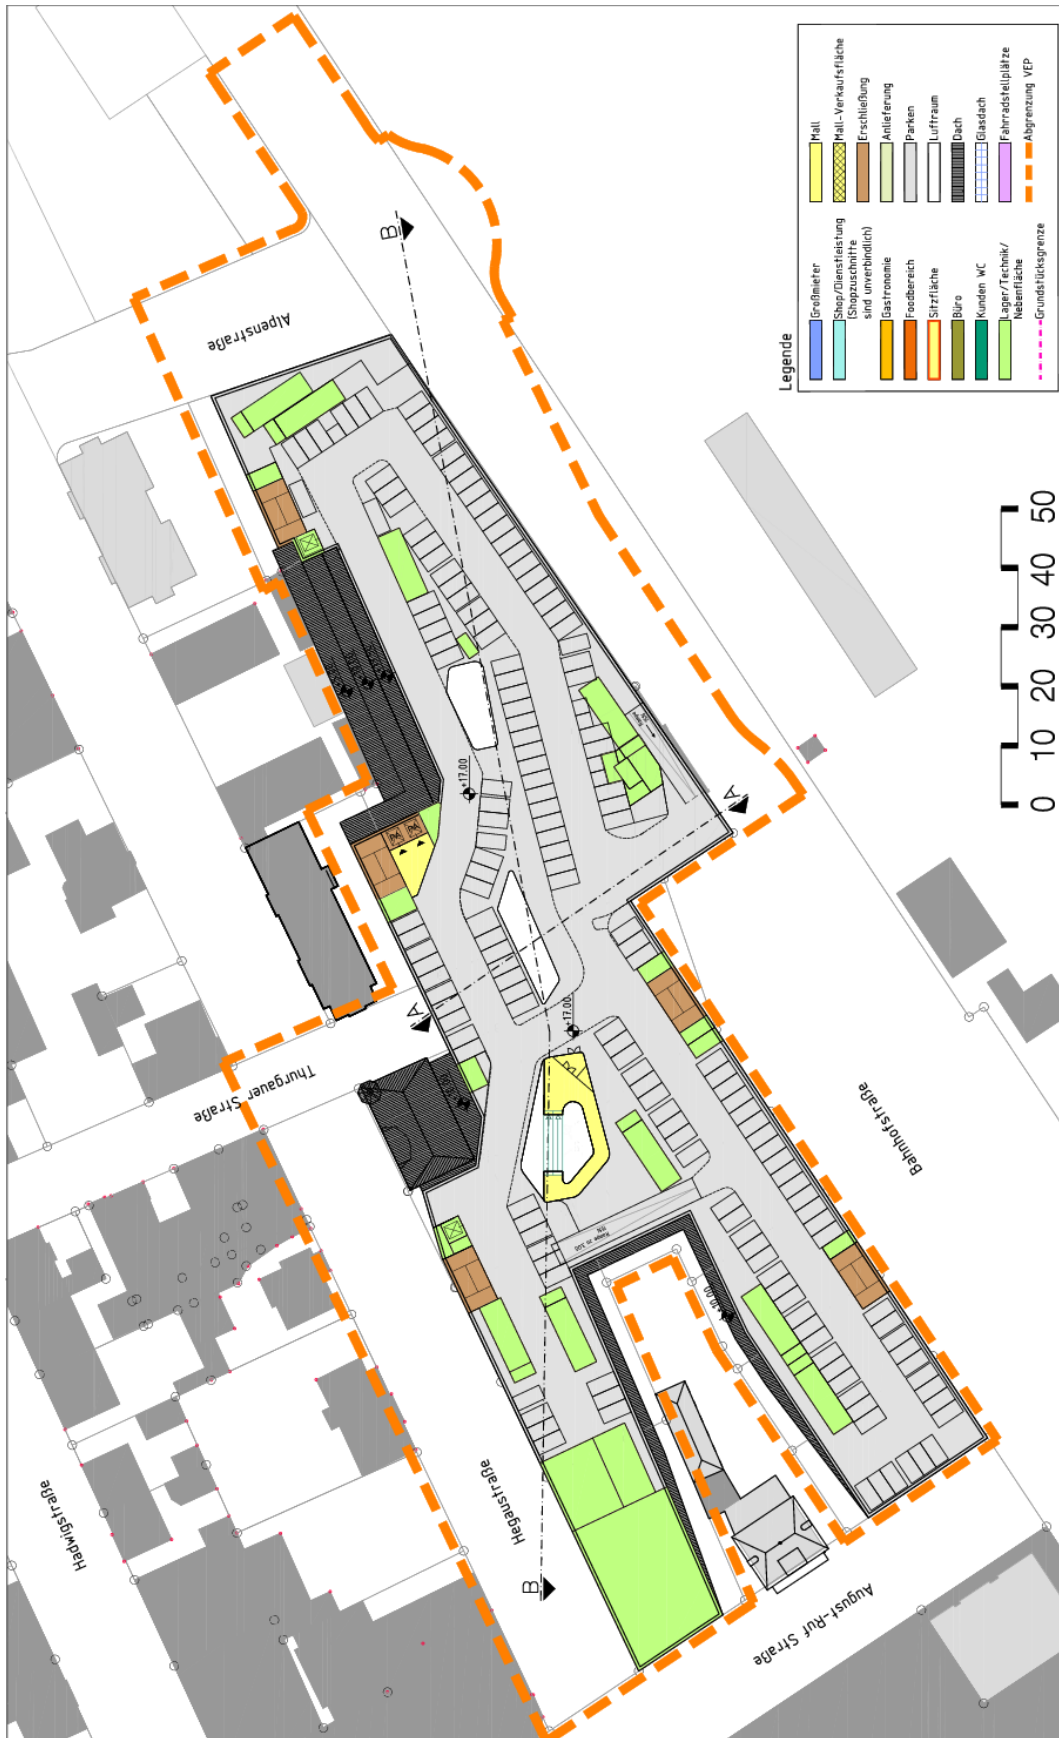 Legende
Großmieter
Shop/Dienstleistung
(Shopzuschnitte
sind unverbindlich)
Gastronomie
Foodbereich
Sitzfläche
Büro
Kunden WC
Lager/Technik/
Nebenfläche
Grundstücksgrenze
Mall
Mall-Verkaufsfläche
Erschließung
Anlieferung
Parken
Luftraum
Dach
Glasdach
Fahrradstellplätze
Abgrenzung VEP
Hadwigstraße
Hegaustraße
Thurgauer Straße
Alpenstraße
August-Ruf Straße
Bahnhofstraße
B
B
A
A
+17.00
+17.00
+10.00
0 10 20 30 40 50